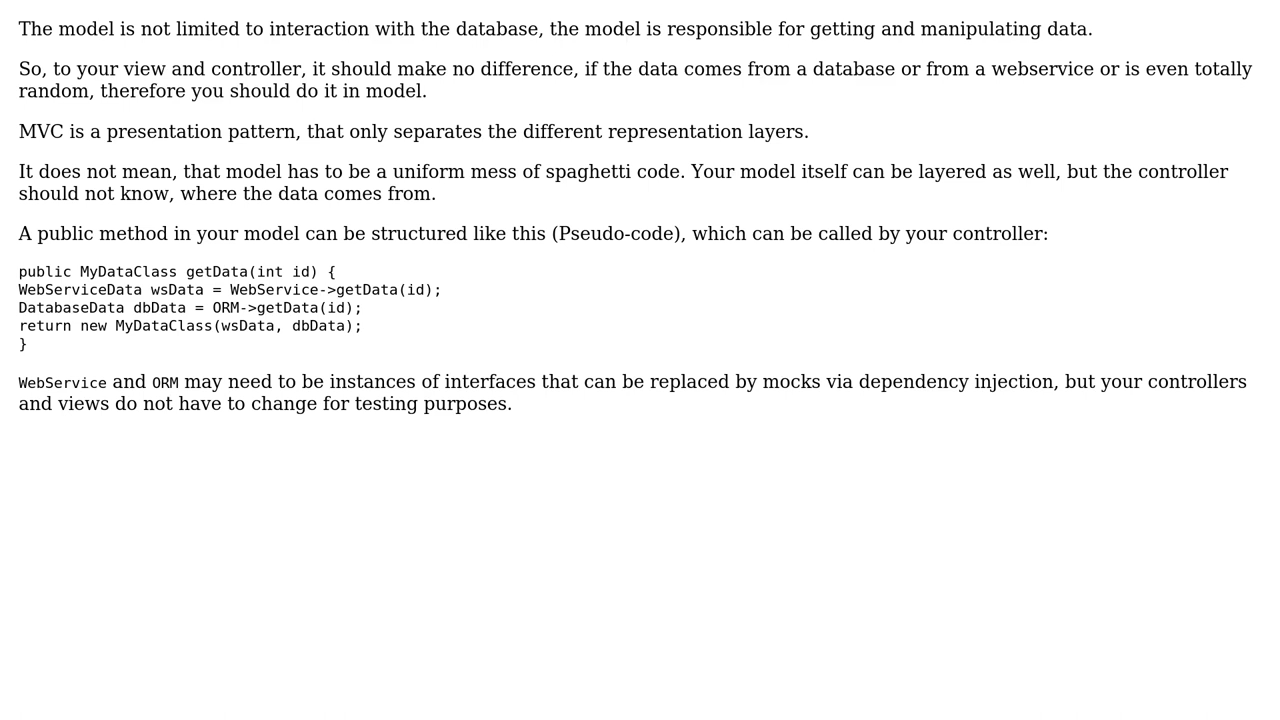 The model is not limited to interaction with the database, the model is responsible for getting and manipulating data.
So, to your view and controller, it should make no difference, if the data comes from a database or from a webservice or is even totally
random, therefore you should do it in model.
MVC is a presentation pattern, that only separates the different representation layers.
It does not mean, that model has to be a uniform mess of spaghetti code. Your model itself can be layered as well, but the controller
should not know, where the data comes from.
A public method in your model can be structured like this (Pseudo-code), which can be called by your controller:
public MyDataClass getData(int id) {
WebServiceData wsData = WebService->getData(id);
DatabaseData dbData = ORM->getData(id);
return new MyDataClass(wsData, dbData);
}
WebService and ORM may need to be instances of interfaces that can be replaced by mocks via dependency injection, but your controllers
and views do not have to change for testing purposes.